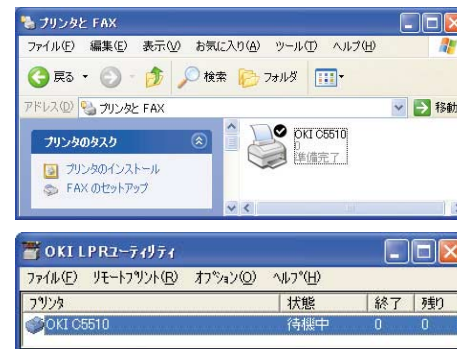 プリンタと FAX
ファイル(F) 編集(E) 表示(V) お気に入り(A) ツール(T) ヘルプ(H)
戻る 検索 フォルダ
アドレス(D) プリンタと FAX 移動
プリンタのタスク
プリンタのインストール
FAX のセットアップ
OKI C5510
0
準備完了
OKI LPRユーティリティ
ファイル(F) リモートプリント(R) オプション(O) ヘルプ(H)
プリンタ 状態 終了 残り
OKI C5510 待機中 0 0